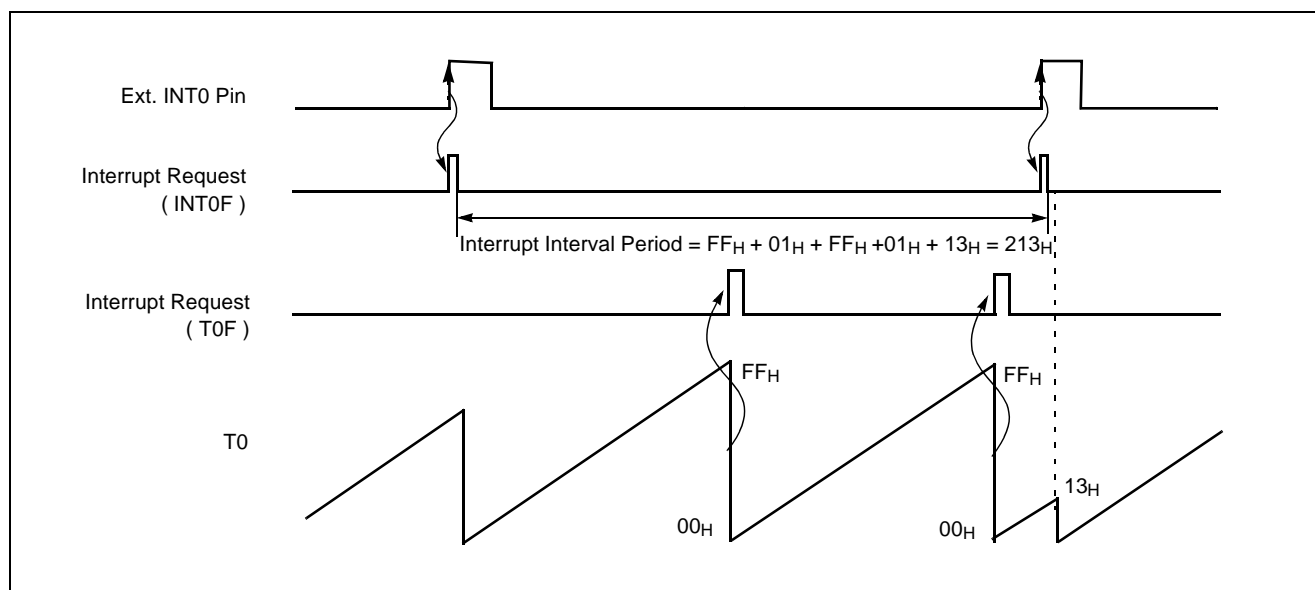 Ext. INT0 Pin
Interrupt Request
( INT0F )
Interrupt Interval Period = FFH + 01H + FFH +01H + 13H = 213H
Interrupt Request
( T0F )
FFH
FFH
T0
13H
00H
00H